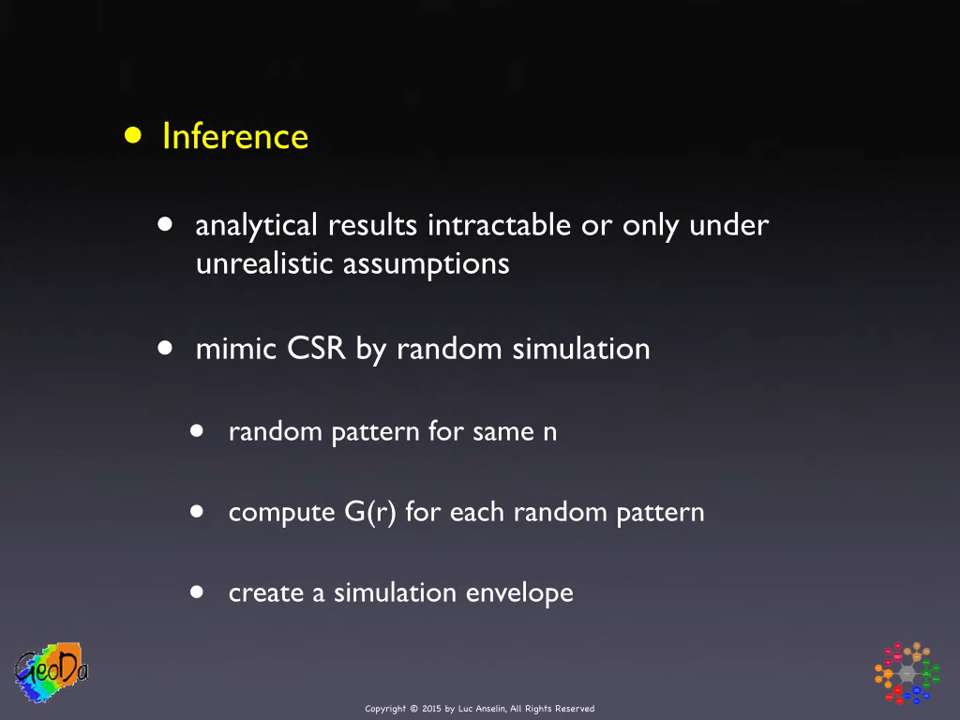 Inference
analytical results intractable or only under
unrealistic assumptions
mimic CSR by random simulation
random pattern for same n
compute G(r) for each random pattern
create a simulation envelope
GeoDa
Copyright © 2015 by Luc Anselin, All Rights Reserved